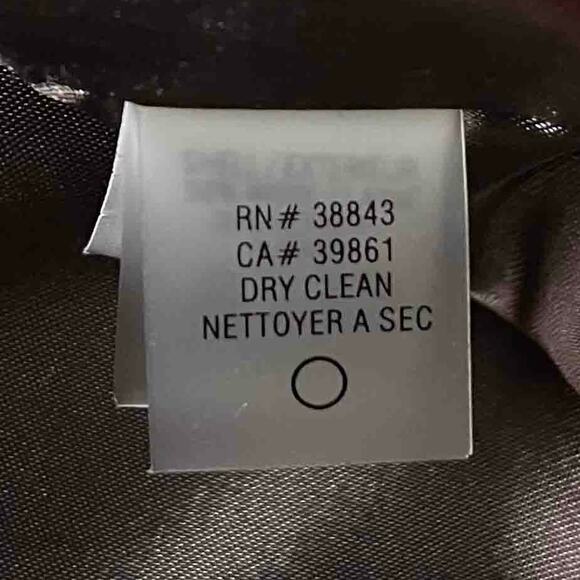 RN# 38843
CA# 39861
DRY CLEAN
NETTOYER A SEC